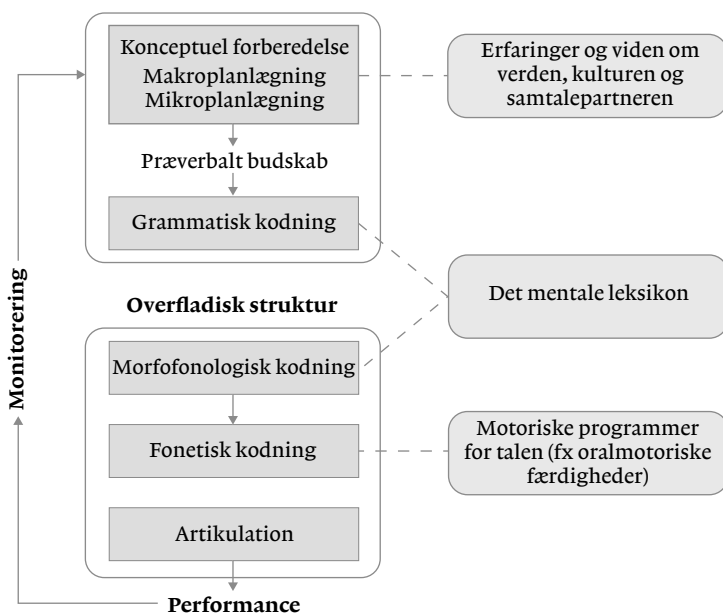 Konceptuel forberedelse
Makroplanlægning
Mikroplanlægning
Erfaringer og viden om
verden, kulturen og
samtalepartneren
Præverbalt budskab
Grammatisk kodning
Det mentale leksikon
Overfladisk struktur
Monitorering
Morfofonologisk kodning
Fonetisk kodning
Motoriske programmer
for talen (fx oralmotoriske
færdigheder)
Artikulation
Performance